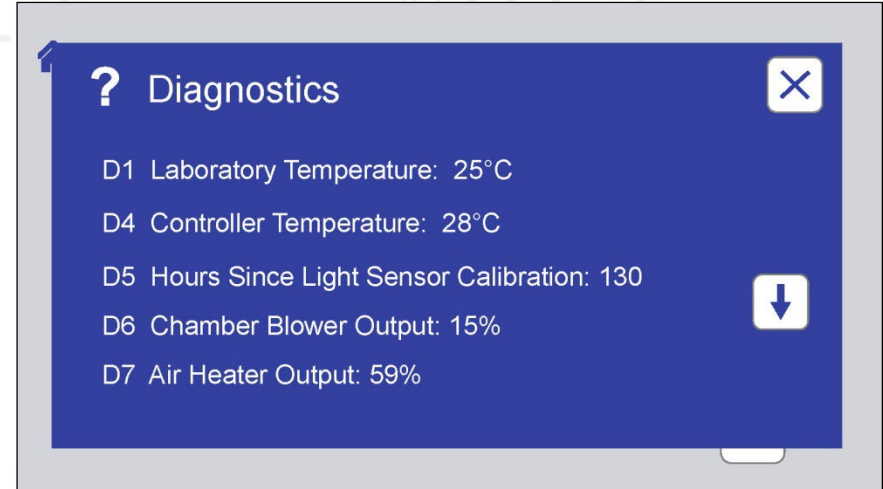 ? Diagnostics
D1 Laboratory Temperature: 25°C
D4 Controller Temperature: 28°C
D5 Hours Since Light Sensor Calibration: 130
D6 Chamber Blower Output: 15%
D7 Air Heater Output: 59%